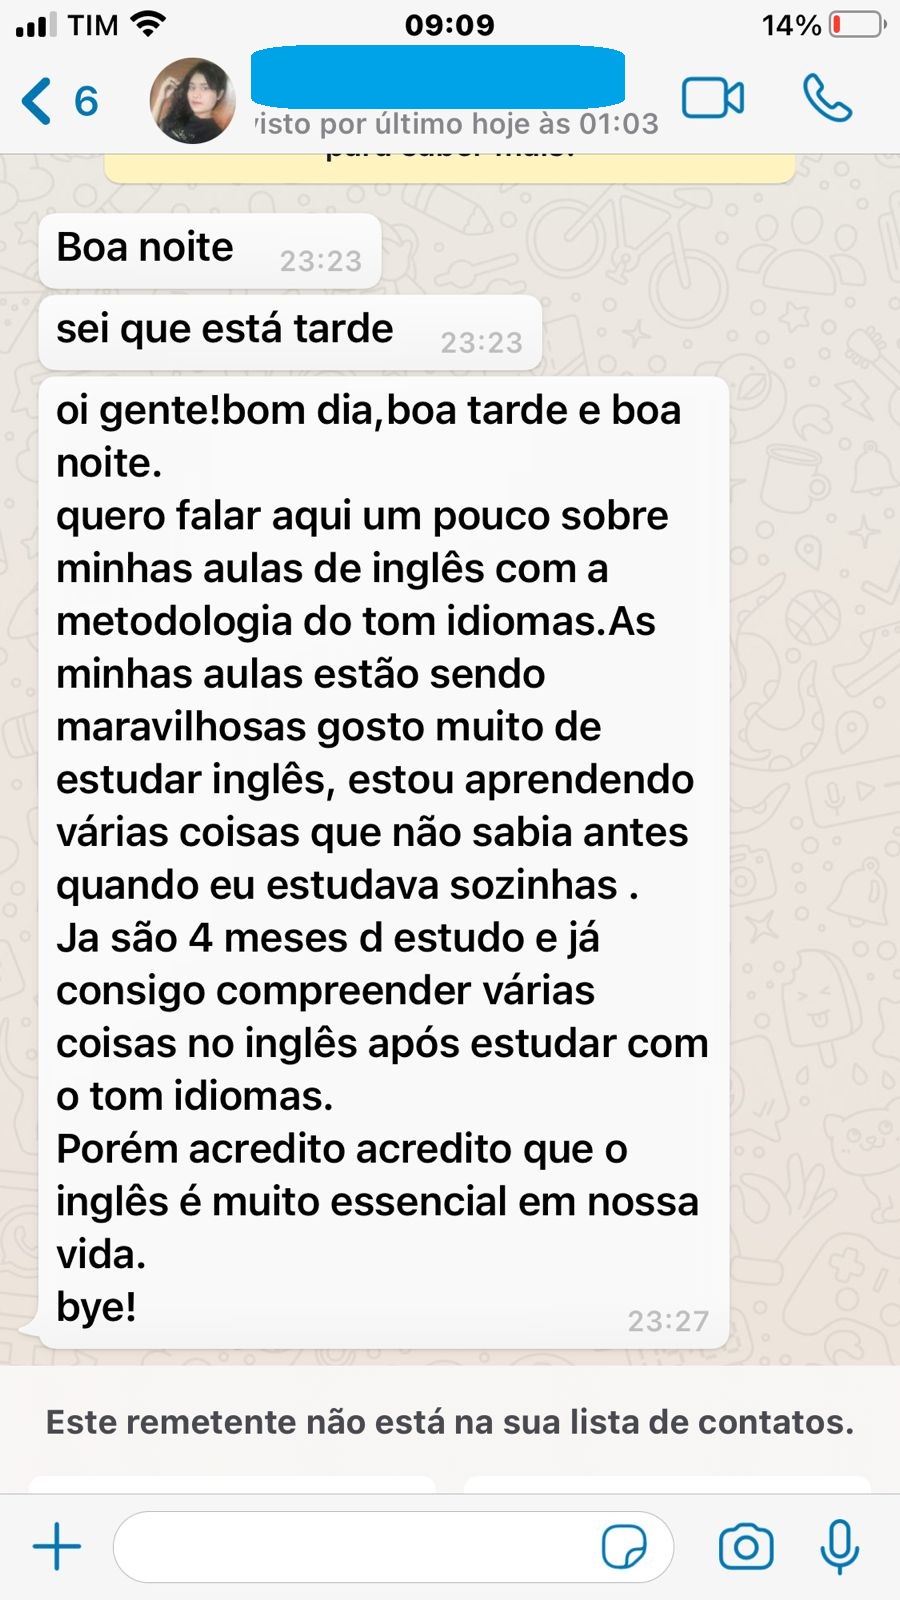 TIM 09:09 14%
6
visto por último hoje às 01:03
para saber mais.
Boa noite 23:23
sei que está tarde 23:23
oi gente!bom dia,boa tarde e boa
noite.
quero falar aqui um pouco sobre
minhas aulas de inglês com a
metodologia do tom idiomas.As
minhas aulas estão sendo
maravilhosas gosto muito de
estudar inglês, estou aprendendo
várias coisas que não sabia antes
quando eu estudava sozinhas .
Ja são 4 meses d estudo e já
consigo compreender várias
coisas no inglês após estudar com
o tom idiomas.
Porém acredito acredito que o
inglês é muito essencial em nossa
vida.
bye!
23:27
Este remetente não está na sua lista de contatos.